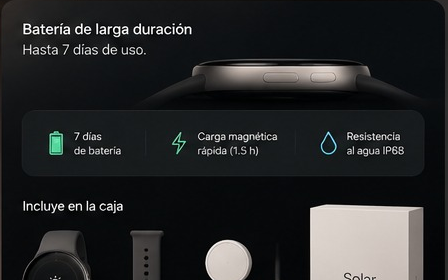 Batería de larga duración
Hasta 7 días de uso.
7 días
de batería
Carga magnética
rápida (1.5 h)
Resistencia
al agua IP68
Incluye en la caja
Solar